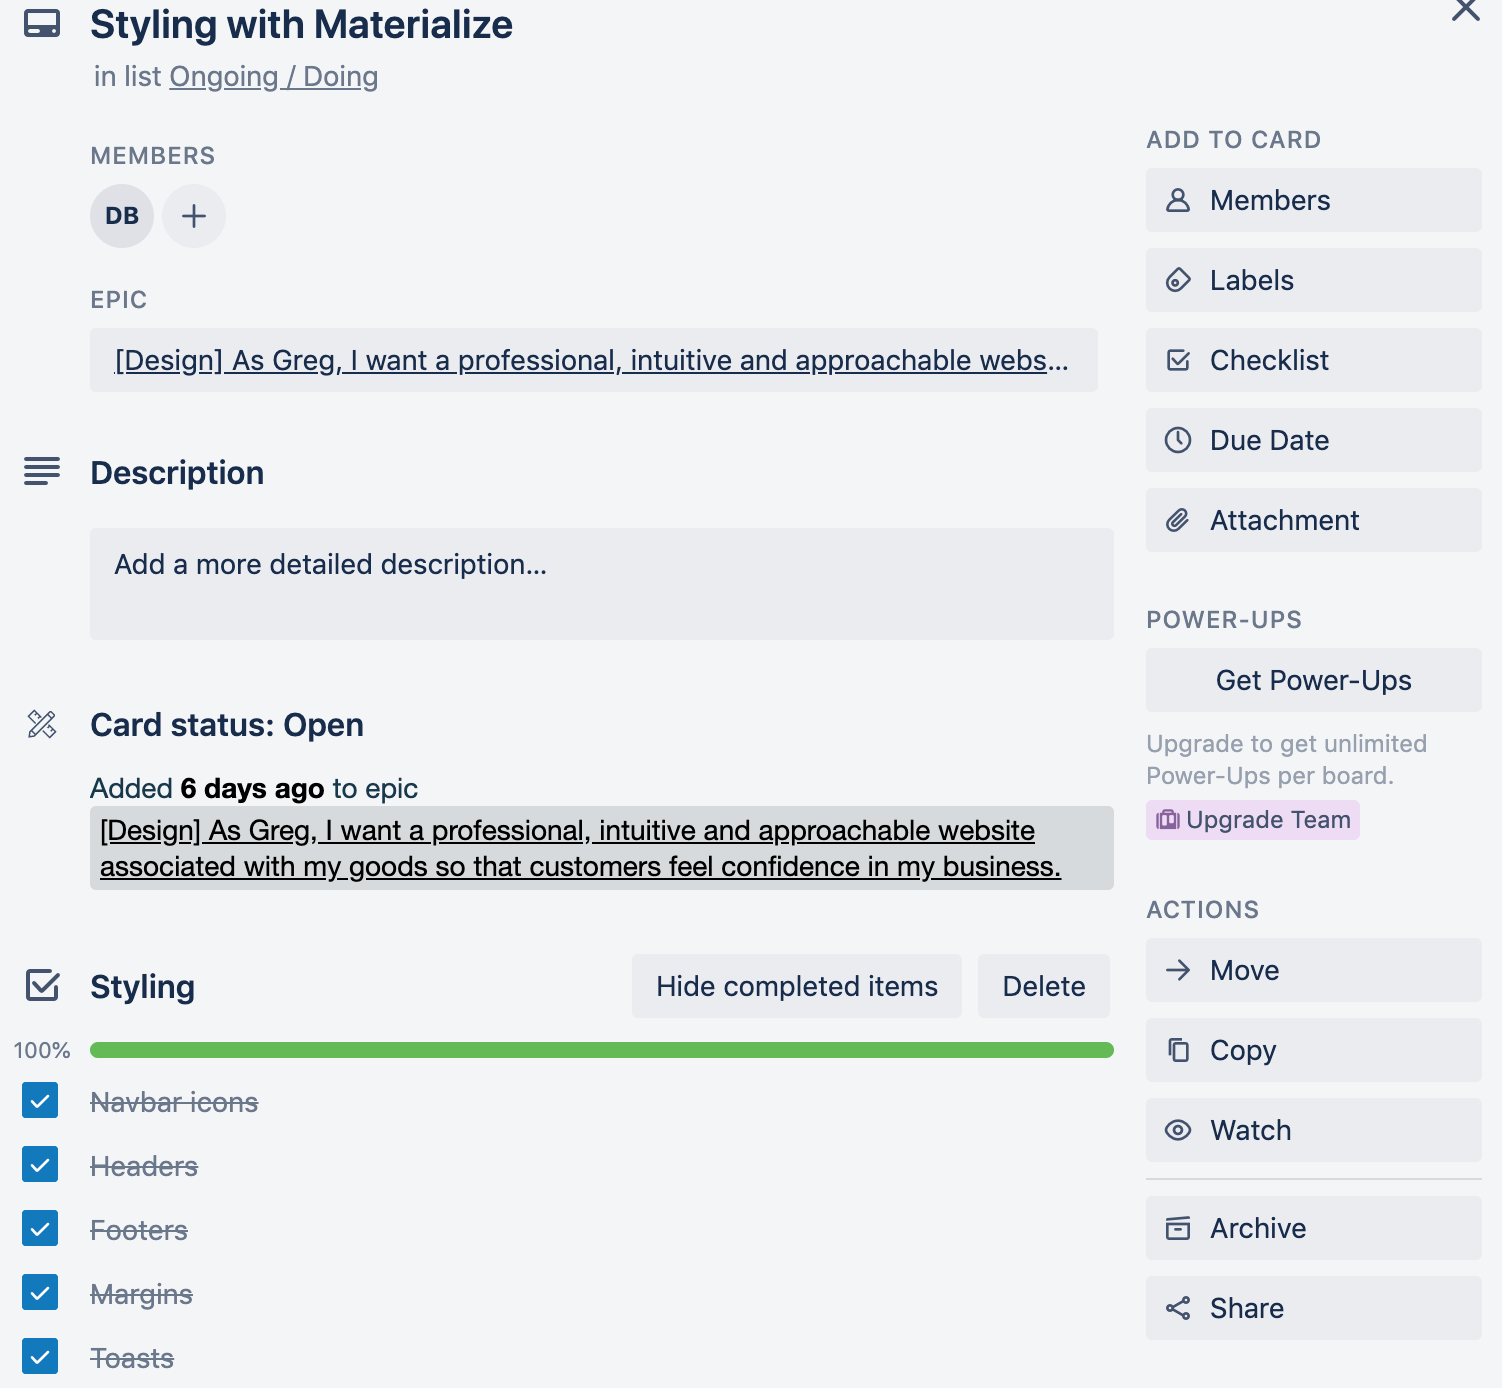 Styling with Materialize
in list Ongoing / Doing
MEMBERS
DB
EPIC
[Design] As Greg, I want a professional, intuitive and approachable webs...
Description
Add a more detailed description...
Card status: Open
Added 6 days ago to epic
[Design] As Greg, I want a professional, intuitive and approachable website
associated with my goods so that customers feel confidence in my business.
Styling
Hide completed items
Delete
100%
Navbar icons
Headers
Footers
Margins
Toasts
ADD TO CARD
Members
Labels
Checklist
Due Date
Attachment
POWER-UPS
Get Power-Ups
Upgrade to get unlimited
Power-Ups per board.
Upgrade Team
ACTIONS
Move
Copy
Watch
Archive
Share